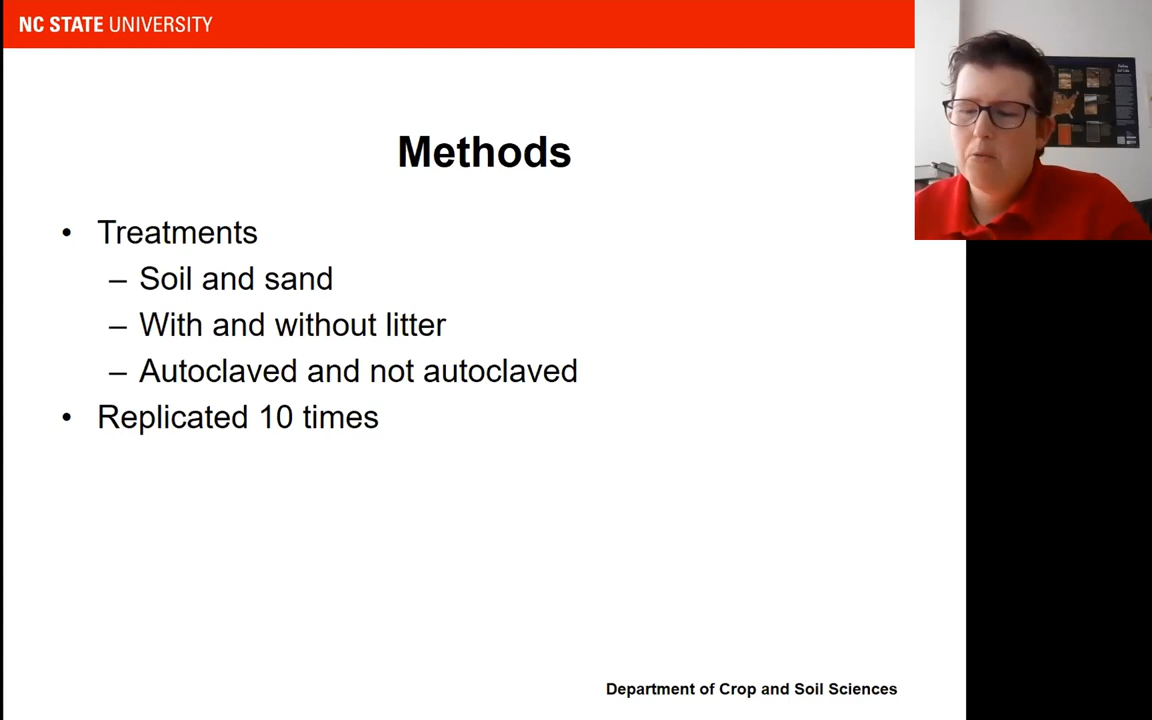 NC STATE UNIVERSITY
Methods
• Treatments
– Soil and sand
– With and without litter
– Autoclaved and not autoclaved
• Replicated 10 times
Department of Crop and Soil Sciences